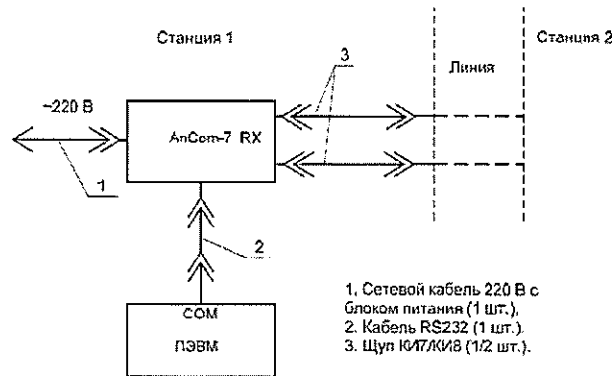 Станция 1
Станция 2
3
Линия
~220 В
AnCom-7 RX
1
2
COM
ПЭВМ
1. Сетевой кабель 220 В с
блоком питания (1 шт.),
2. Кабель RS232 (1 шт.).
3. Щуп КИ7/КИ8 (1/2 шт.).